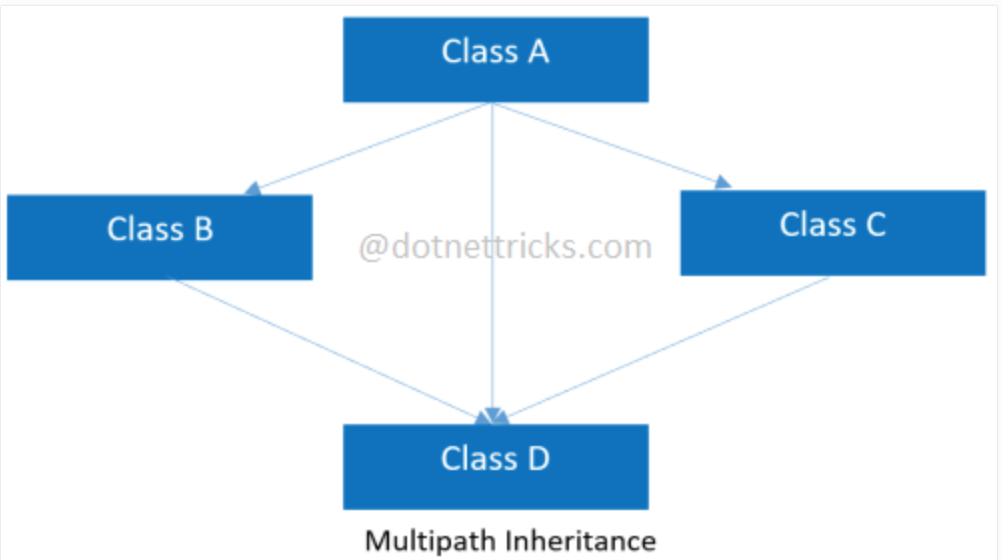 Class A
Class B
Class C
@dotnettricks.com
Class D
Multipath Inheritance